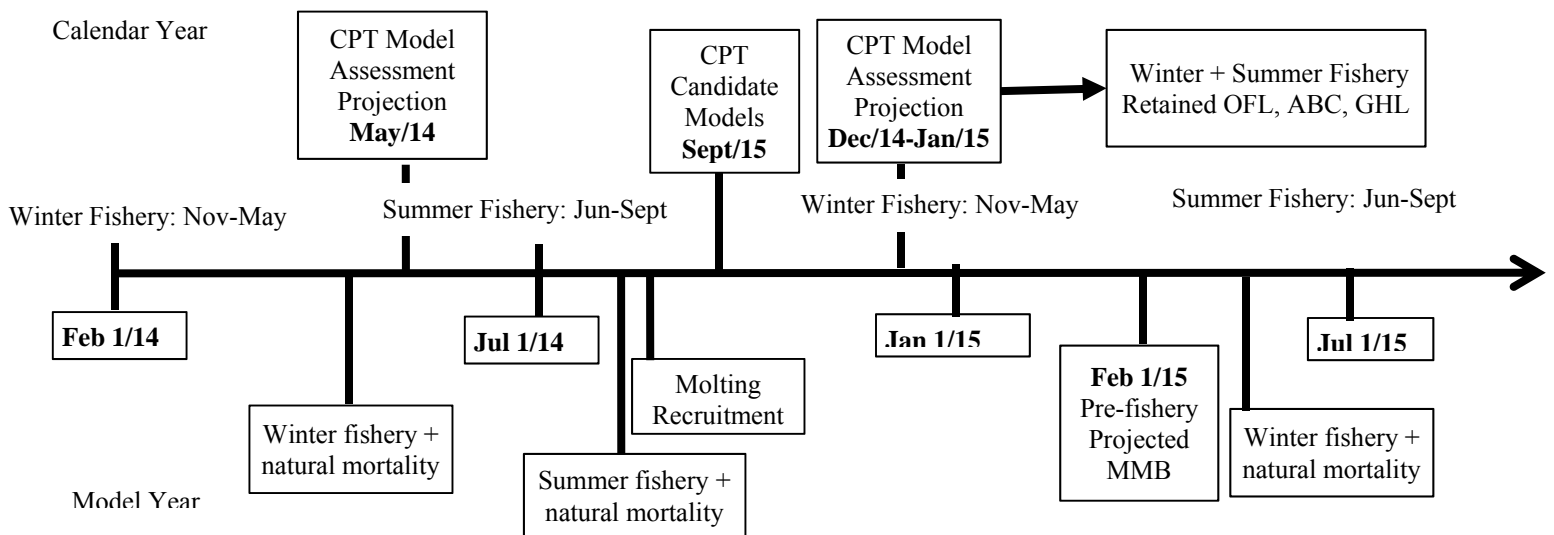 Calendar Year
CPT Model
Assessment
Projection
May/14
CPT
Candidate
Models
Sept/15
CPT Model
Assessment
Projection
Dec/14-Jan/15
Winter + Summer Fishery
Retained OFL, ABC, GHL
Winter Fishery: Nov-May
Summer Fishery: Jun-Sept
Winter Fishery: Nov-May
Summer Fishery: Jun-Sept
Feb 1/14
Jul 1/14
Jan 1/15
Jul 1/15
Winter fishery +
natural mortality
Summer fishery +
natural mortality
Molting
Recruitment
Feb 1/15
Pre-fishery
Projected
MMB
Winter fishery +
natural mortality
Model Year